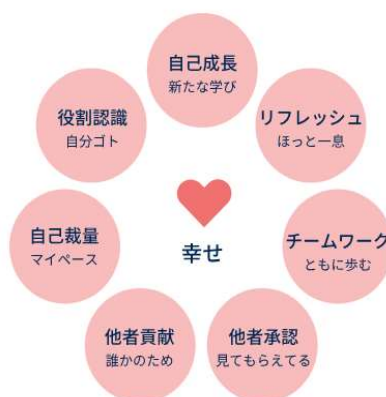 自己成長
新たな学び
リフレッシュ
ほっと一息
チームワーク
ともに歩む
他者承認
見てもらえてる
他者貢献
誰かのため
自己裁量
マイペース
役割認識
自分ゴト
幸せ